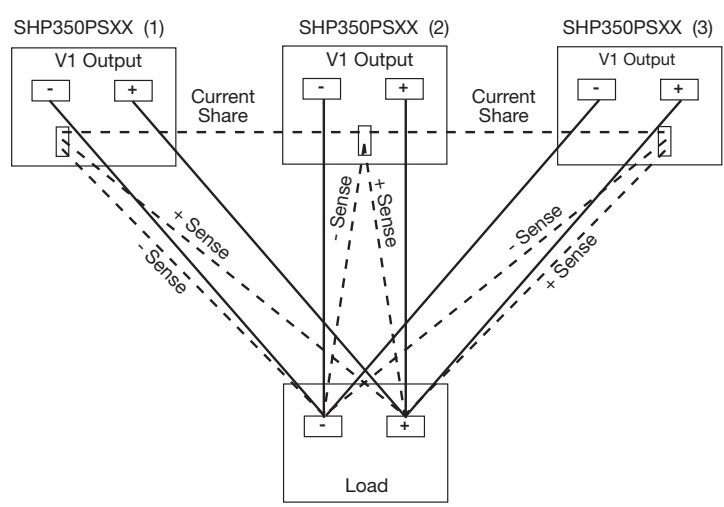 SHP350PSXX (1)
SHP350PSXX (2)
SHP350PSXX (3)
V1 Output
V1 Output
V1 Output
- +
- +
- +
Current
Share
Current
Share
+ Sense
- Sense
- Sense
+ Sense
- Sense
+ Sense
- +
Load